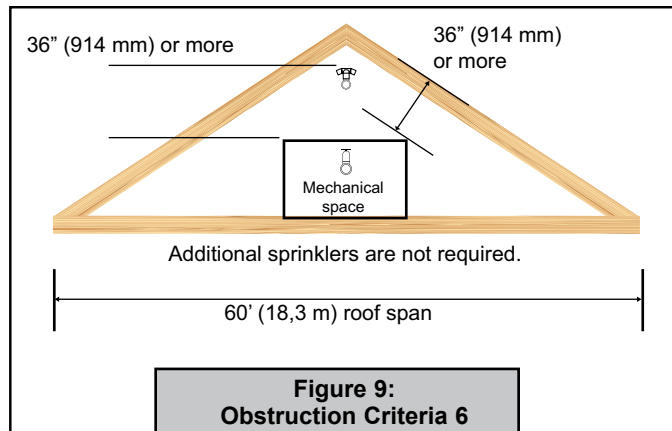 36” (914 mm) or more
36” (914 mm)
or more
Mechanical
space
Additional sprinklers are not required.
60’ (18,3 m) roof span
Figure 9:
Obstruction Criteria 6